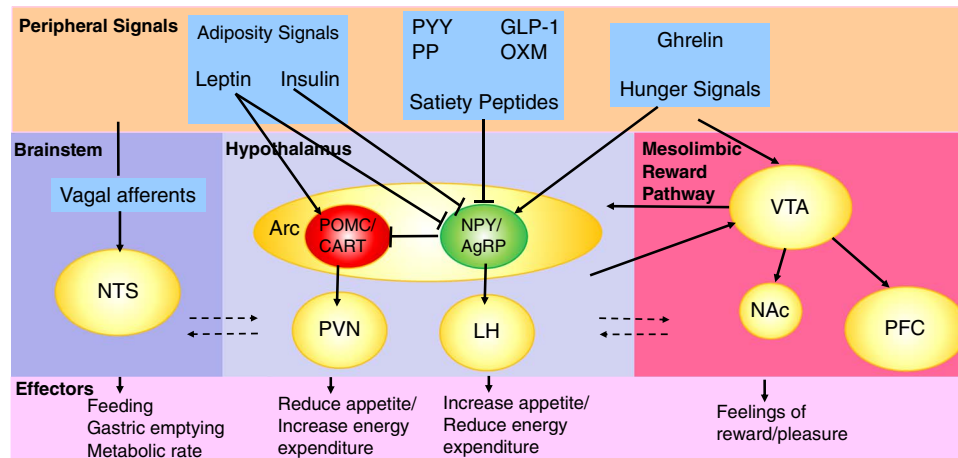 Peripheral Signals
Adiposity Signals
Leptin Insulin
PYY GLP-1
PP OXM
Satiety Peptides
Ghrelin
Hunger Signals
Brainstem
Vagal afferents
NTS
Hypothalamus
Arc
POMC/
CART
NPY/
AgRP
PVN
LH
Mesolimbic
Reward
Pathway
VTA
NAc
PFC
Effectors
Feeding
Gastric emptying
Metabolic rate
Reduce appetite/
Increase energy
expenditure
Increase appetite/
Reduce energy
expenditure
Feelings of
reward/pleasure